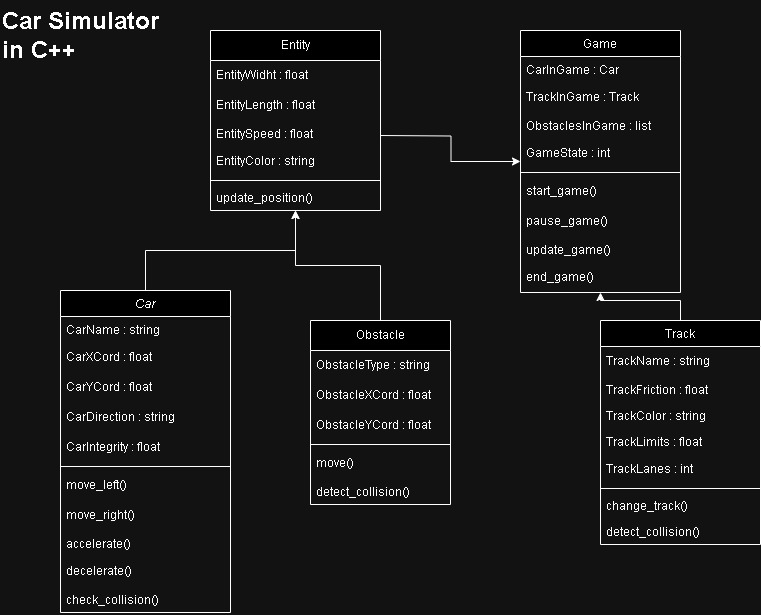 Car Simulator
in C++
Entity
EntityWidht : float
EntityLength : float
EntitySpeed : float
EntityColor : string
update_position()
Game
CarInGame : Car
TrackInGame : Track
ObstaclesInGame : list
GameState : int
start_game()
pause_game()
update_game()
end_game()
Car
CarName : string
CarXCord : float
CarYCord : float
CarDirection : string
CarIntegrity : float
move_left()
move_right()
accelerate()
decelerate()
check_collision()
Obstacle
ObstacleType : string
ObstacleXCord : float
ObstacleYCord : float
move()
detect_collision()
Track
TrackName : string
TrackFriction : float
TrackColor : string
TrackLimits : float
TrackLanes : int
change_track()
detect_collision()